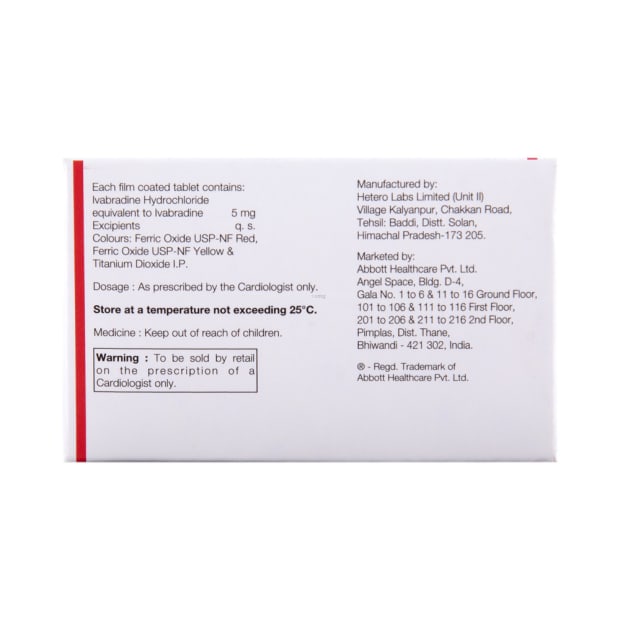 Each film coated tablet contains:
Ivabradine Hydrochloride
equivalent to Ivabradine 5 mg
Excipients q. s.
Colours: Ferric Oxide USP-NF Red,
Ferric Oxide USP-NF Yellow &
Titanium Dioxide I.P.
Dosage : As prescribed by the Cardiologist only.
Store at a temperature not exceeding 25°C.
Medicine : Keep out of reach of children.
Warning : To be sold by retail
on the prescription of a
Cardiologist only.
Manufactured by:
Hetero Labs Limited (Unit II)
Village Kalyanpur, Chakkan Road,
Tehsil: Baddi, Distt. Solan,
Himachal Pradesh-173 205.
Marketed by:
Abbott Healthcare Pvt. Ltd.
Angel Space, Bldg. D-4,
Gala No. 1 to 6 & 11 to 16 Ground Floor,
101 to 106 & 111 to 116 First Floor,
201 to 206 & 211 to 216 2nd Floor,
Pimplas, Dist. Thane,
Bhiwandi - 421 302, India.
® - Regd. Trademark of
Abbott Healthcare Pvt. Ltd.